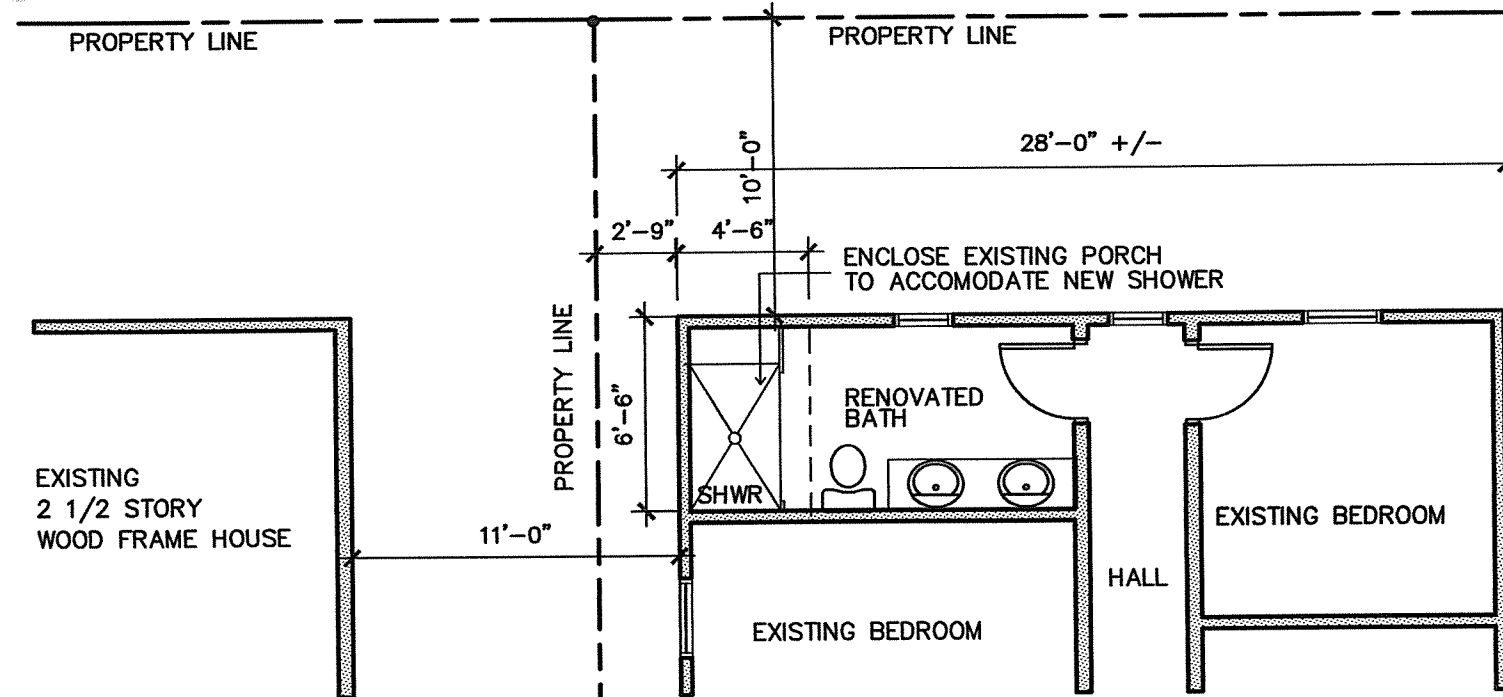 PROPERTY LINE
PROPERTY LINE
28'-0" +/-
10'-0"
2'-9"
4'-6"
ENCLOSE EXISTING PORCH
TO ACCOMODATE NEW SHOWER
PROPERTY LINE
6'-6"
RENOVATED
BATH
SHWR
EXISTING
2 1/2 STORY
WOOD FRAME HOUSE
11'-0"
EXISTING BEDROOM
HALL
EXISTING BEDROOM